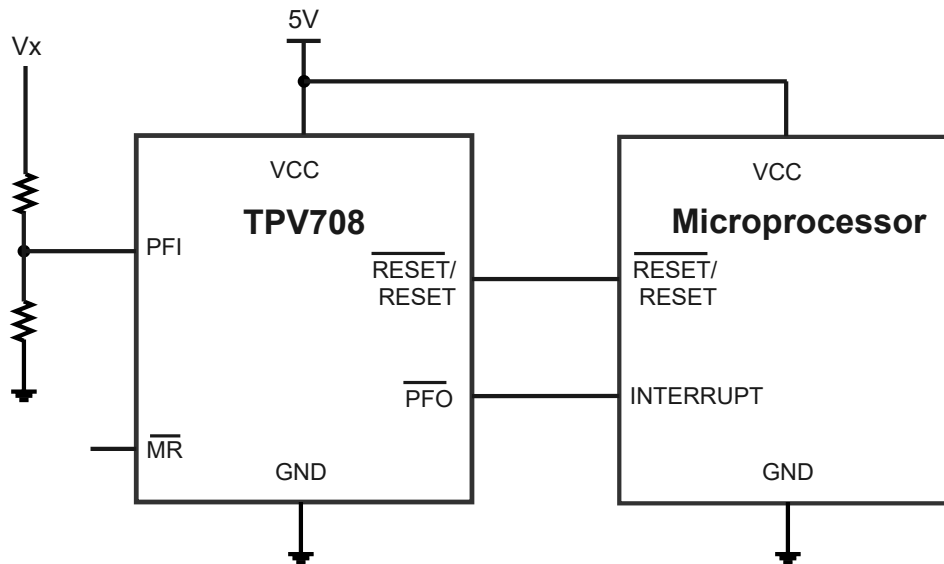 5V
Vx
VCC
TPV708
PFI
RESET/
RESET
PFO
MR
GND
VCC
Microprocessor
RESET/
RESET
INTERRUPT
GND